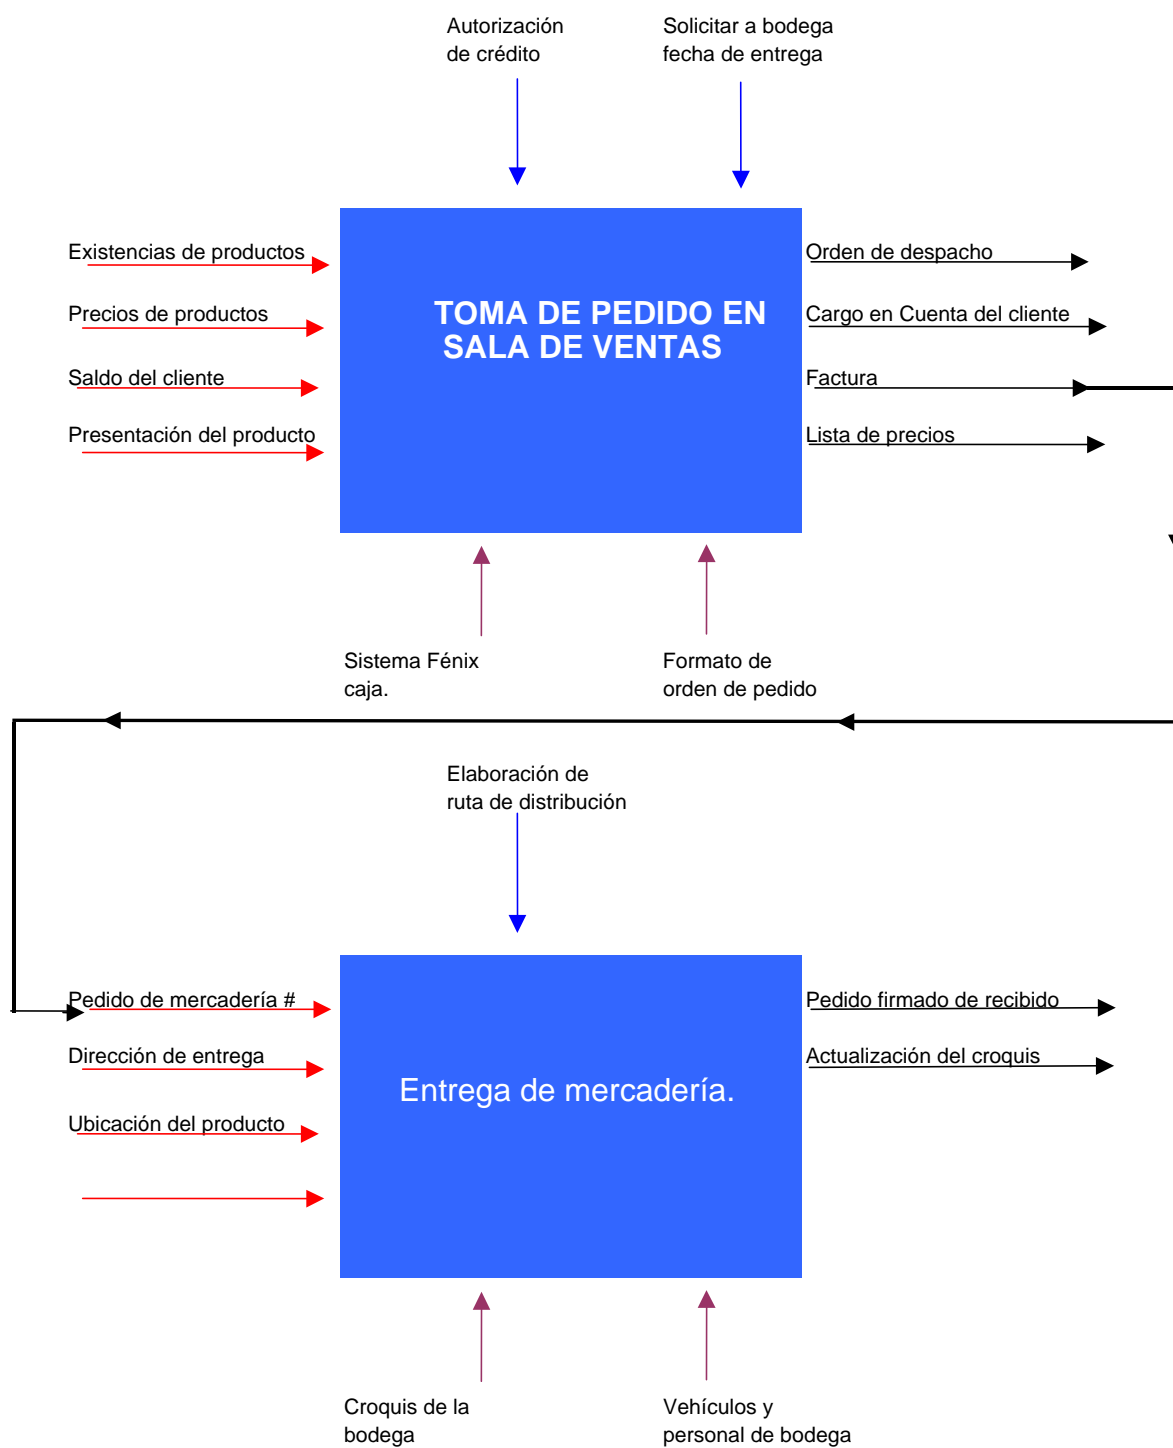 Autorización
de crédito
Solicitar a bodega
fecha de entrega
Existencias de productos
Precios de productos
Saldo del cliente
Presentación del producto
TOMA DE PEDIDO EN
SALA DE VENTAS
Orden de despacho
Cargo en Cuenta del cliente
Factura
Lista de precios
Sistema Fénix
caja.
Formato de
orden de pedido
Elaboración de
ruta de distribución
Pedido de mercadería #
Dirección de entrega
Ubicación del producto
Entrega de mercadería.
Pedido firmado de recibido
Actualización del croquis
Croquis de la
bodega
Vehículos y
personal de bodega